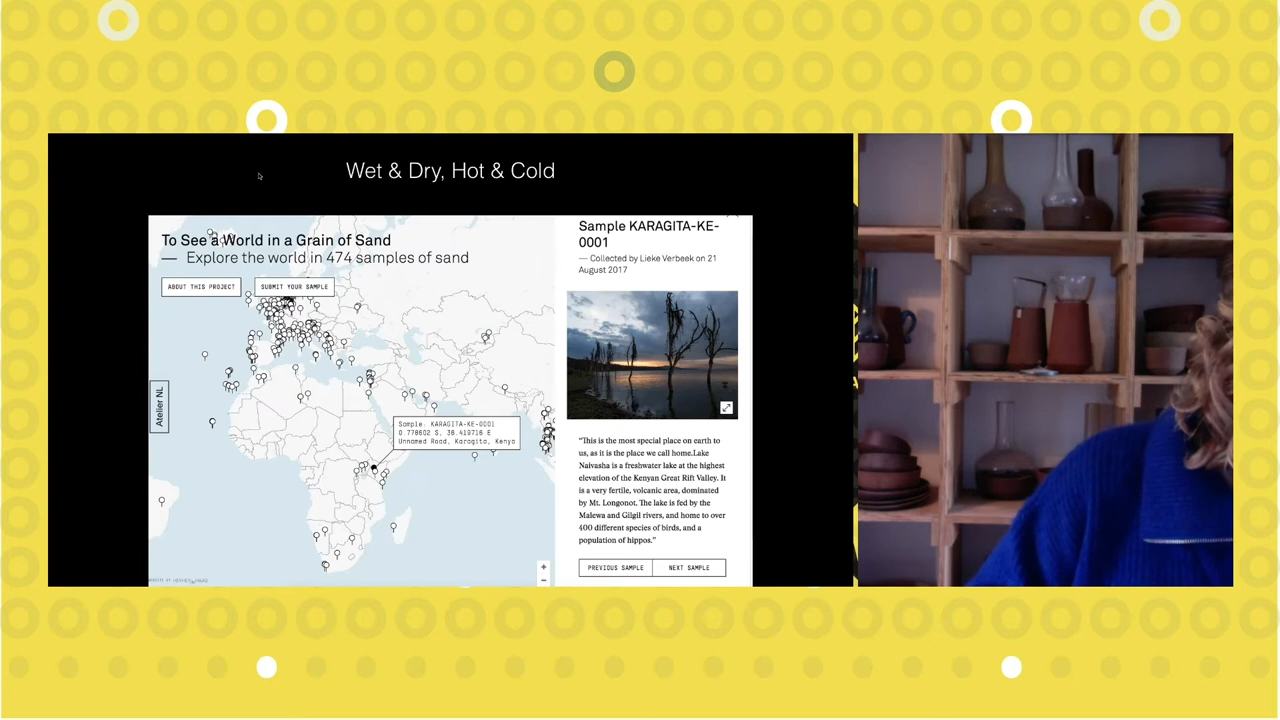 Wet & Dry, Hot & Cold
To See a World in a Grain of Sand
— Explore the world in 474 samples of sand
ABOUT THIS PROJECT
SUBMIT YOUR SAMPLE
Atelier NL
Sample: KARAGITA-KE-0001
0.778602 S, 36.419716 E
Unnamed Road, Karagita, Kenya
+
−
Sample KARAGITA-KE-
0001
— Collected by Lieke Verbeek on 21
August 2017
“This is the most special place on earth to
us, as it is the place we call home.Lake
Naivasha is a freshwater lake at the highest
elevation of the Kenyan Great Rift Valley. It
is a very fertile, volcanic area, dominated
by Mt. Longonot. The lake is fed by the
Malewa and Gilgil rivers, and home to over
400 different species of birds, and a
population of hippos.”
PREVIOUS SAMPLE
NEXT SAMPLE